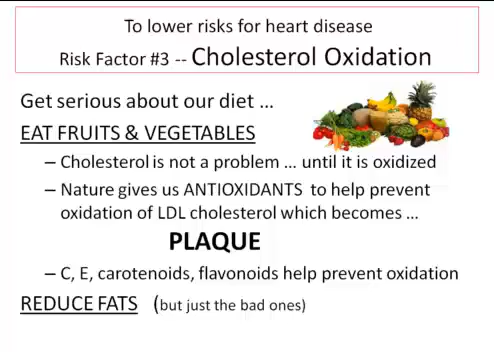 To lower risks for heart disease
Risk Factor #3 -- Cholesterol Oxidation
Get serious about our diet ...
EAT FRUITS & VEGETABLES
– Cholesterol is not a problem ... until it is oxidized
– Nature gives us ANTIOXIDANTS to help prevent
oxidation of LDL cholesterol which becomes ...
PLAQUE
– C, E, carotenoids, flavonoids help prevent oxidation
REDUCE FATS (but just the bad ones)